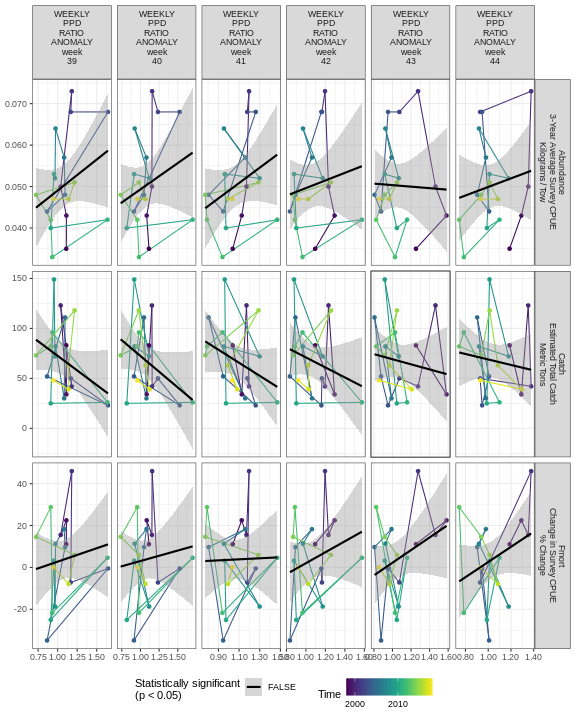 WEEKLY
PPD
RATIO
ANOMALY
week
39
WEEKLY
PPD
RATIO
ANOMALY
week
40
WEEKLY
PPD
RATIO
ANOMALY
week
41
WEEKLY
PPD
RATIO
ANOMALY
week
42
WEEKLY
PPD
RATIO
ANOMALY
week
43
WEEKLY
PPD
RATIO
ANOMALY
week
44
0.070
0.060
0.050
0.040
Abundance
3-Year Average Survey CPUE
Kilograms / Tow
150
100
50
0
Catch
Estimated Total Catch
Metric Tons
40
20
0
-20
Fmort
Change in Survey CPUE
% Change
0.75 1.00 1.25 1.50
0.75 1.00 1.25 1.50
0.90 1.10 1.30 1.50
0.80 1.00 1.20 1.40 1.60
0.80 1.00 1.20 1.40 1.60
0.80 1.00 1.20 1.40
Statistically significant
(p < 0.05)
FALSE
Time
2000 2010